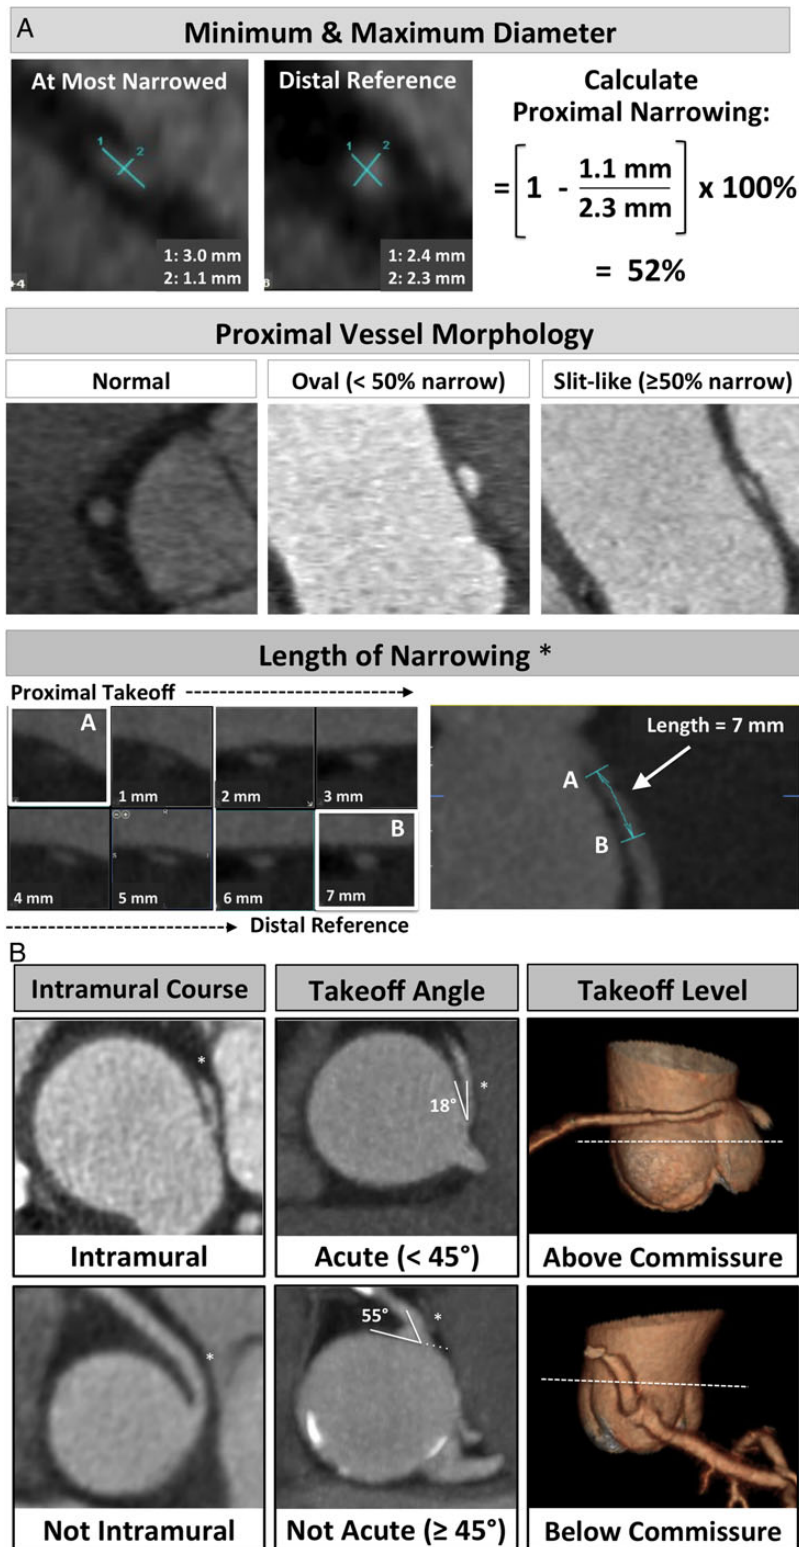 A
Minimum & Maximum Diameter
At Most Narrowed
1
2
1: 3.0 mm
2: 1.1 mm
+4
Distal Reference
1
2
1: 2.4 mm
2: 2.3 mm
Calculate
Proximal Narrowing:
= [1 - 1.1 mm / 2.3 mm] x 100%
= 52%
Proximal Vessel Morphology
Normal
Oval (< 50% narrow)
Slit-like (≥50% narrow)
Length of Narrowing *
Proximal Takeoff
A
1 mm
2 mm
3 mm
4 mm
5 mm
6 mm
B
7 mm
Distal Reference
Length = 7 mm
A
B
B
Intramural Course
Takeoff Angle
Takeoff Level
*
18°
*
Intramural
Acute (< 45°)
Above Commissure
*
55°
*
Not Intramural
Not Acute (≥ 45°)
Below Commissure